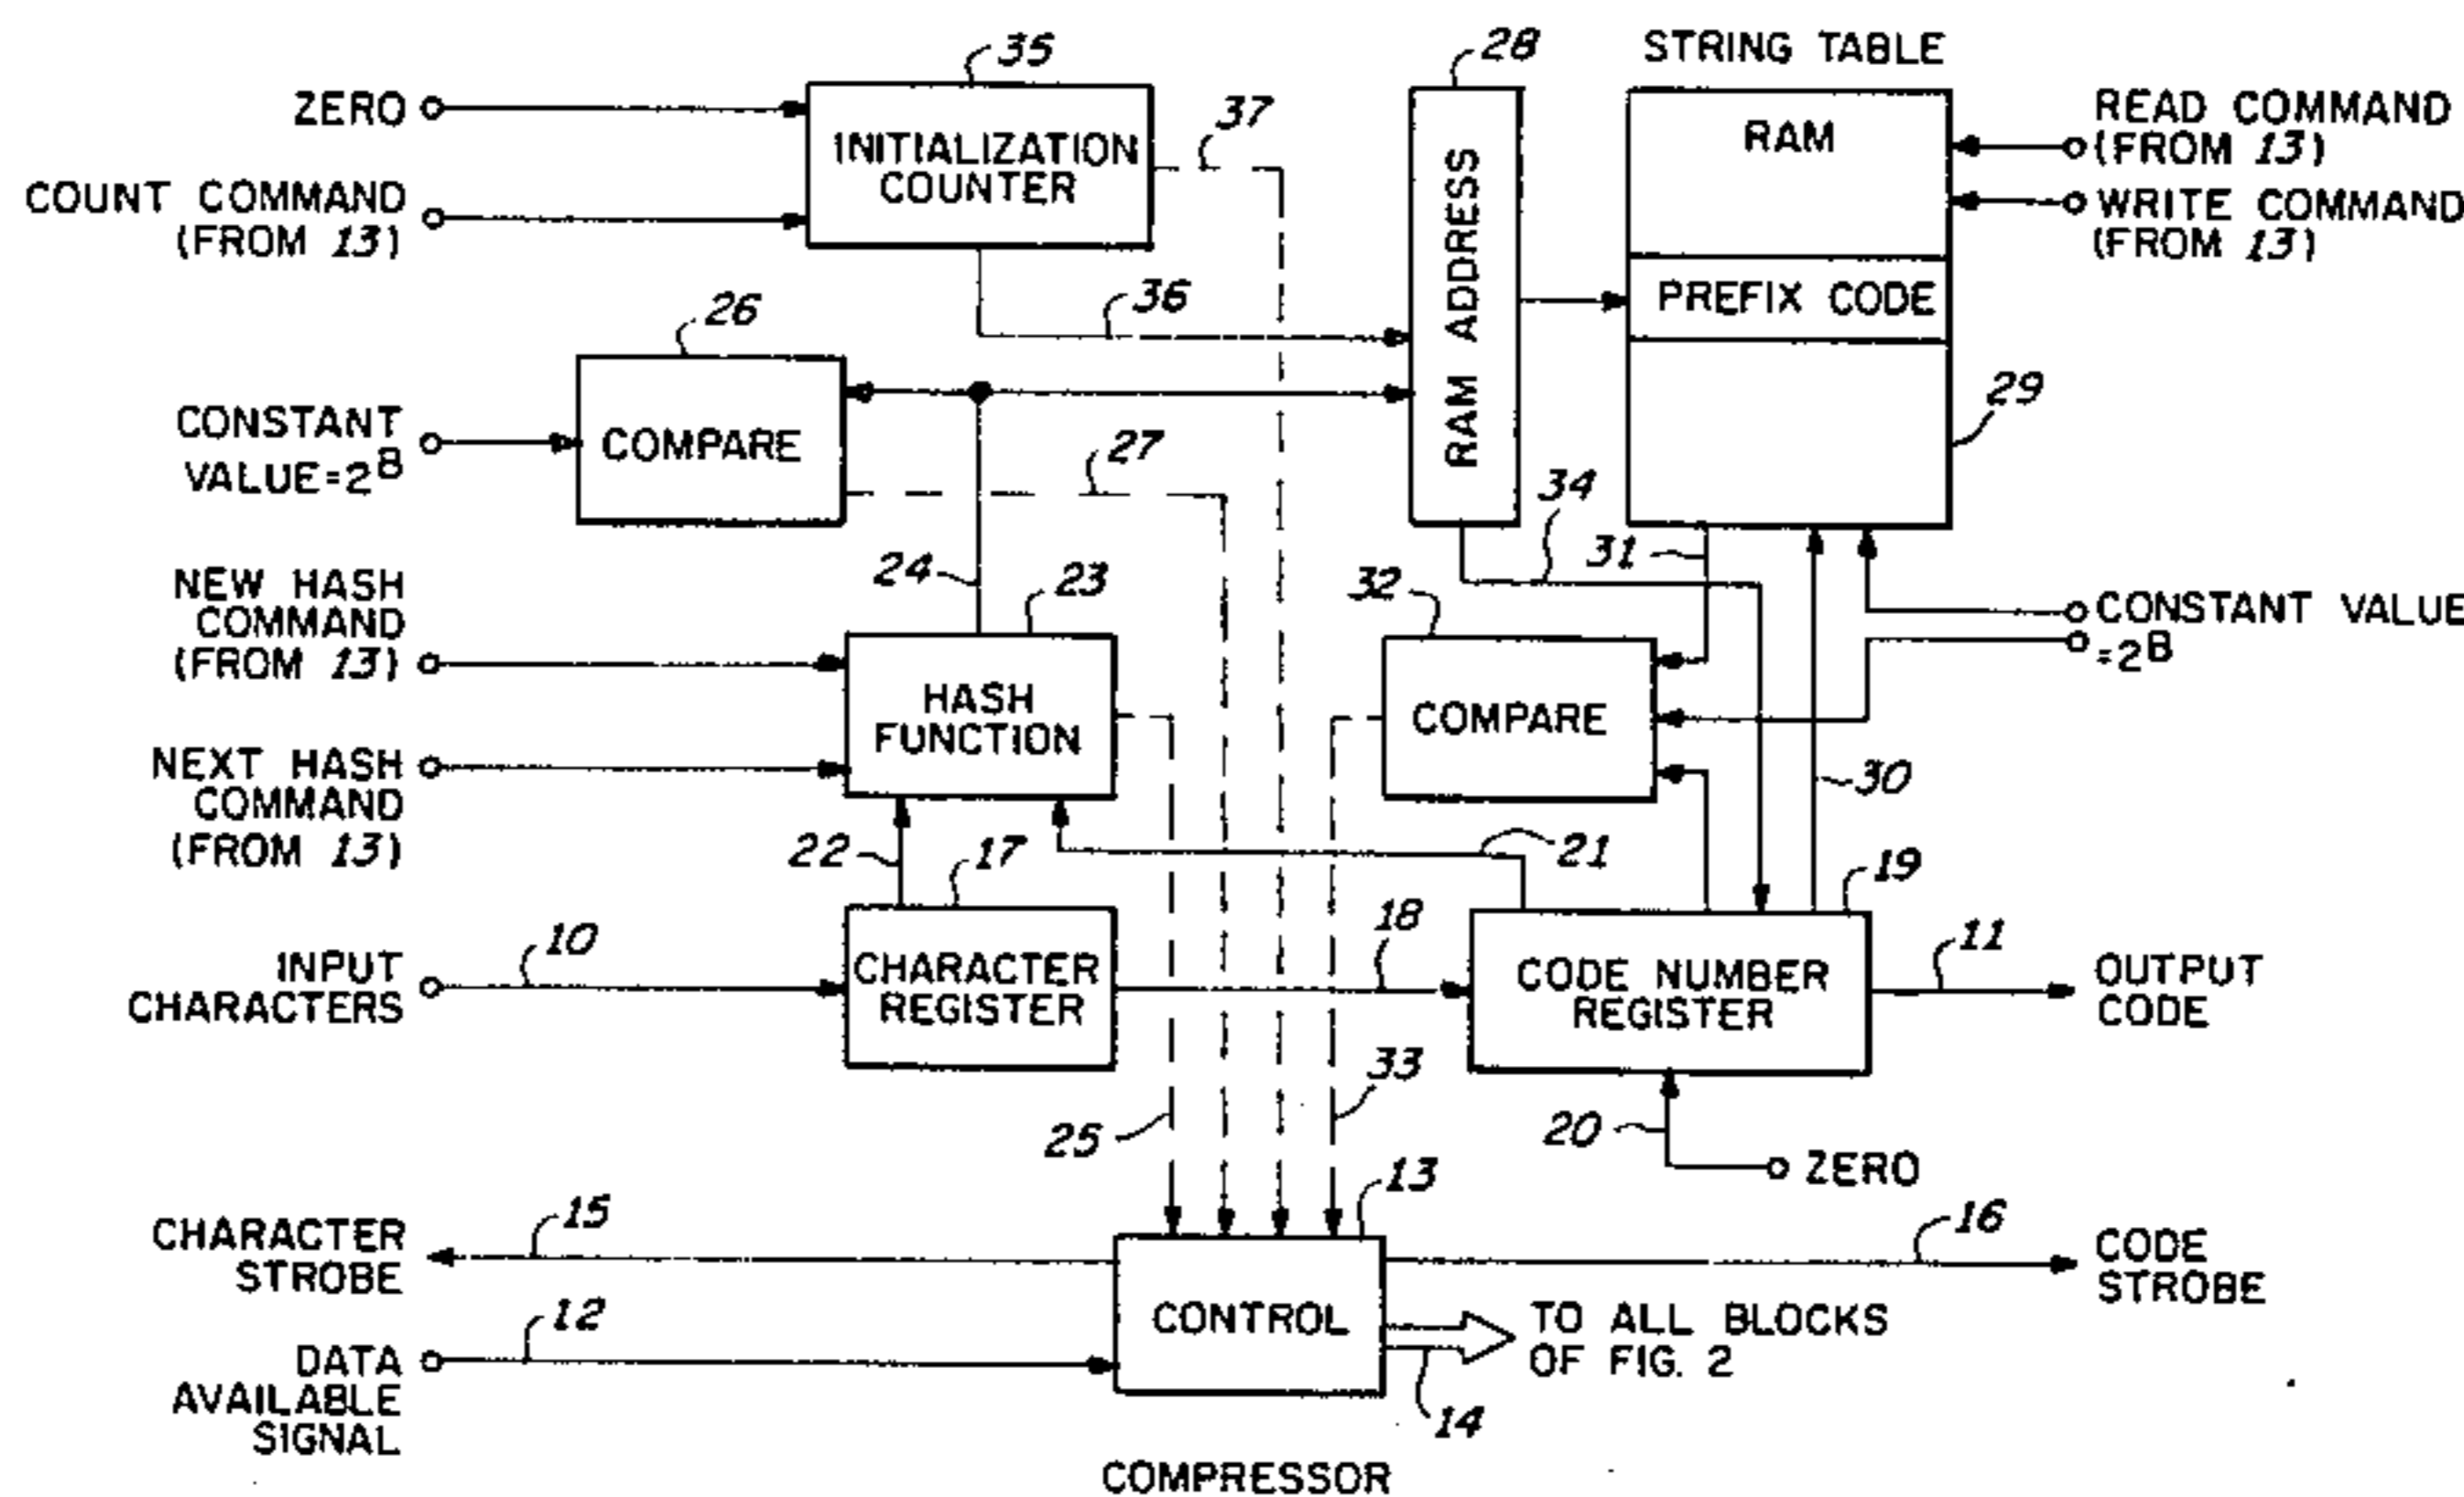 35
28
STRING TABLE
ZERO
INITIALIZATION
COUNTER
37
RAM
READ COMMAND
(FROM 13)
COUNT COMMAND
(FROM 13)
WRITE COMMAND
(FROM 13)
RAM ADDRESS
36
PREFIX CODE
26
CONSTANT
VALUE=2B
COMPARE
27
29
34
24
31
NEW HASH
COMMAND
(FROM 13)
23
32
CONSTANT VALUE
=2B
HASH
FUNCTION
COMPARE
NEXT HASH
COMMAND
(FROM 13)
30
22
17
21
19
INPUT
CHARACTERS
10
CHARACTER
REGISTER
18
CODE NUMBER
REGISTER
11
OUTPUT
CODE
25
33
20
ZERO
13
CHARACTER
STROBE
15
16
CODE
STROBE
12
DATA
AVAILABLE
SIGNAL
CONTROL
TO ALL BLOCKS
OF FIG. 2
14
COMPRESSOR